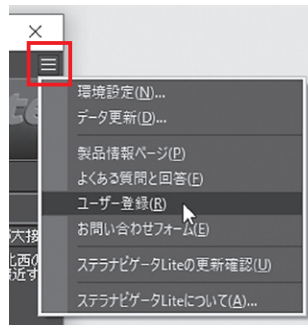 環境設定(N)...
データ更新(D)...
製品情報ページ(P)
よくある質問と回答(F)
ユーザー登録(R)
お問い合わせフォーム(E)
ステラナビゲータLiteの更新確認(U)
ステラナビゲータLiteについて(A)...